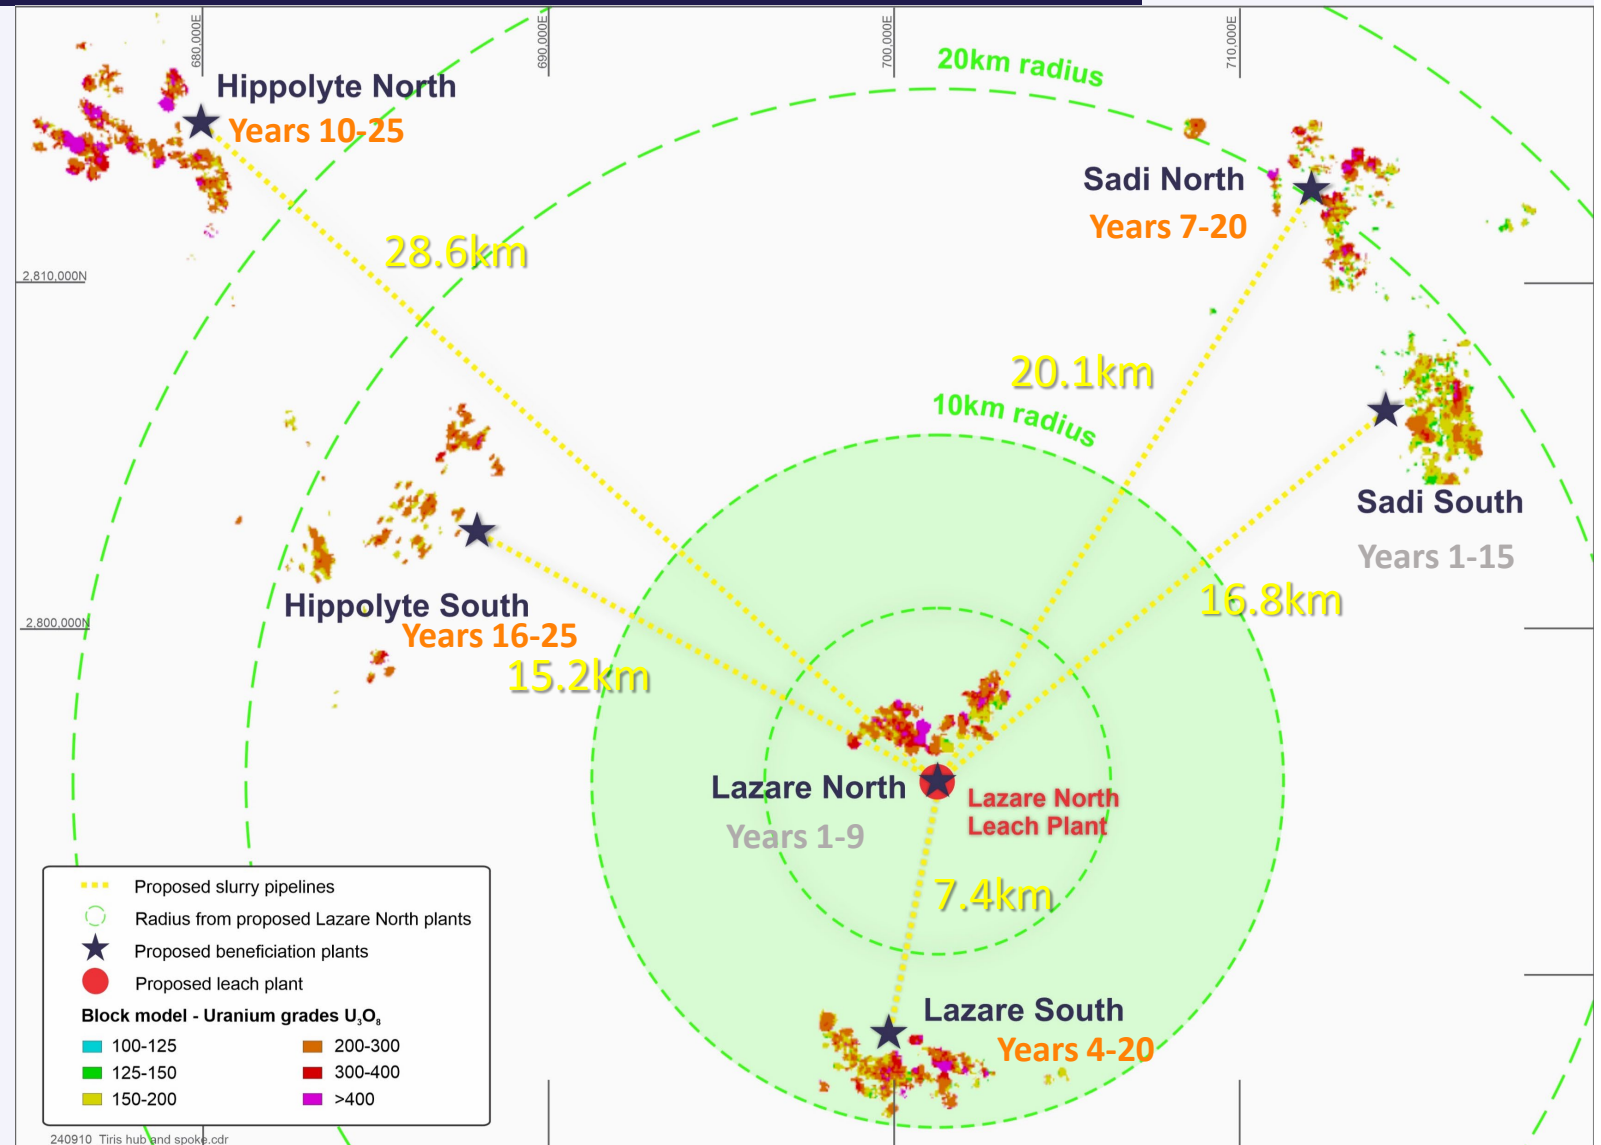 680,000E
690,000E
700,000E
710,000E
20km radius
Hippolyte North
Years 10-25
Sadi North
Years 7-20
28.6km
2,810,000N
20.1km
10km radius
Sadi South
Years 1-15
16.8km
Hippolyte South
2,800,000N
Years 16-25
15.2km
Lazare North
Lazare North
Leach Plant
Years 1-9
7.4km
Lazare South
Years 4-20
Proposed slurry pipelines
Radius from proposed Lazare North plants
Proposed beneficiation plants
Proposed leach plant
Block model - Uranium grades U₃O₈
100-125
200-300
125-150
300-400
150-200
>400
240910 Tiris hub and spoke.cdr